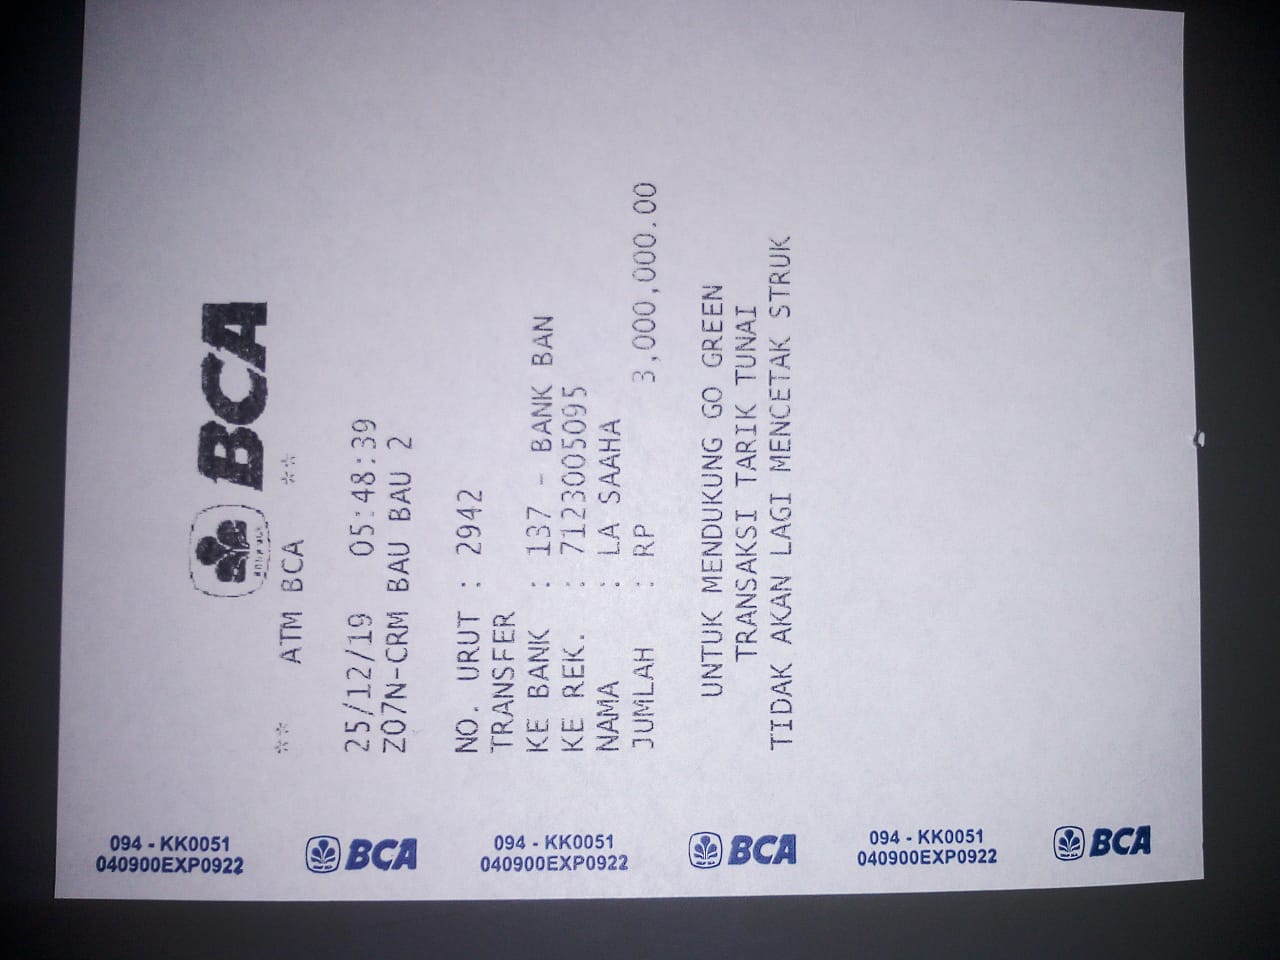 BCA
** ATM BCA **
25/12/19 05:48:39
Z07N-CRM BAU BAU 2
NO. URUT : 2942
TRANSFER
KE BANK : 137 - BANK BAN
KE REK. : 7123005095
NAMA : LA SAAHA
JUMLAH : RP 3,000,000.00
UNTUK MENDUKUNG GO GREEN
TRANSAKSI TARIK TUNAI
TIDAK AKAN LAGI MENCETAK STRUK
094 - KK0051
040900EXP0922
BCA
094 - KK0051
040900EXP0922
BCA
094 - KK0051
040900EXP0922
BCA